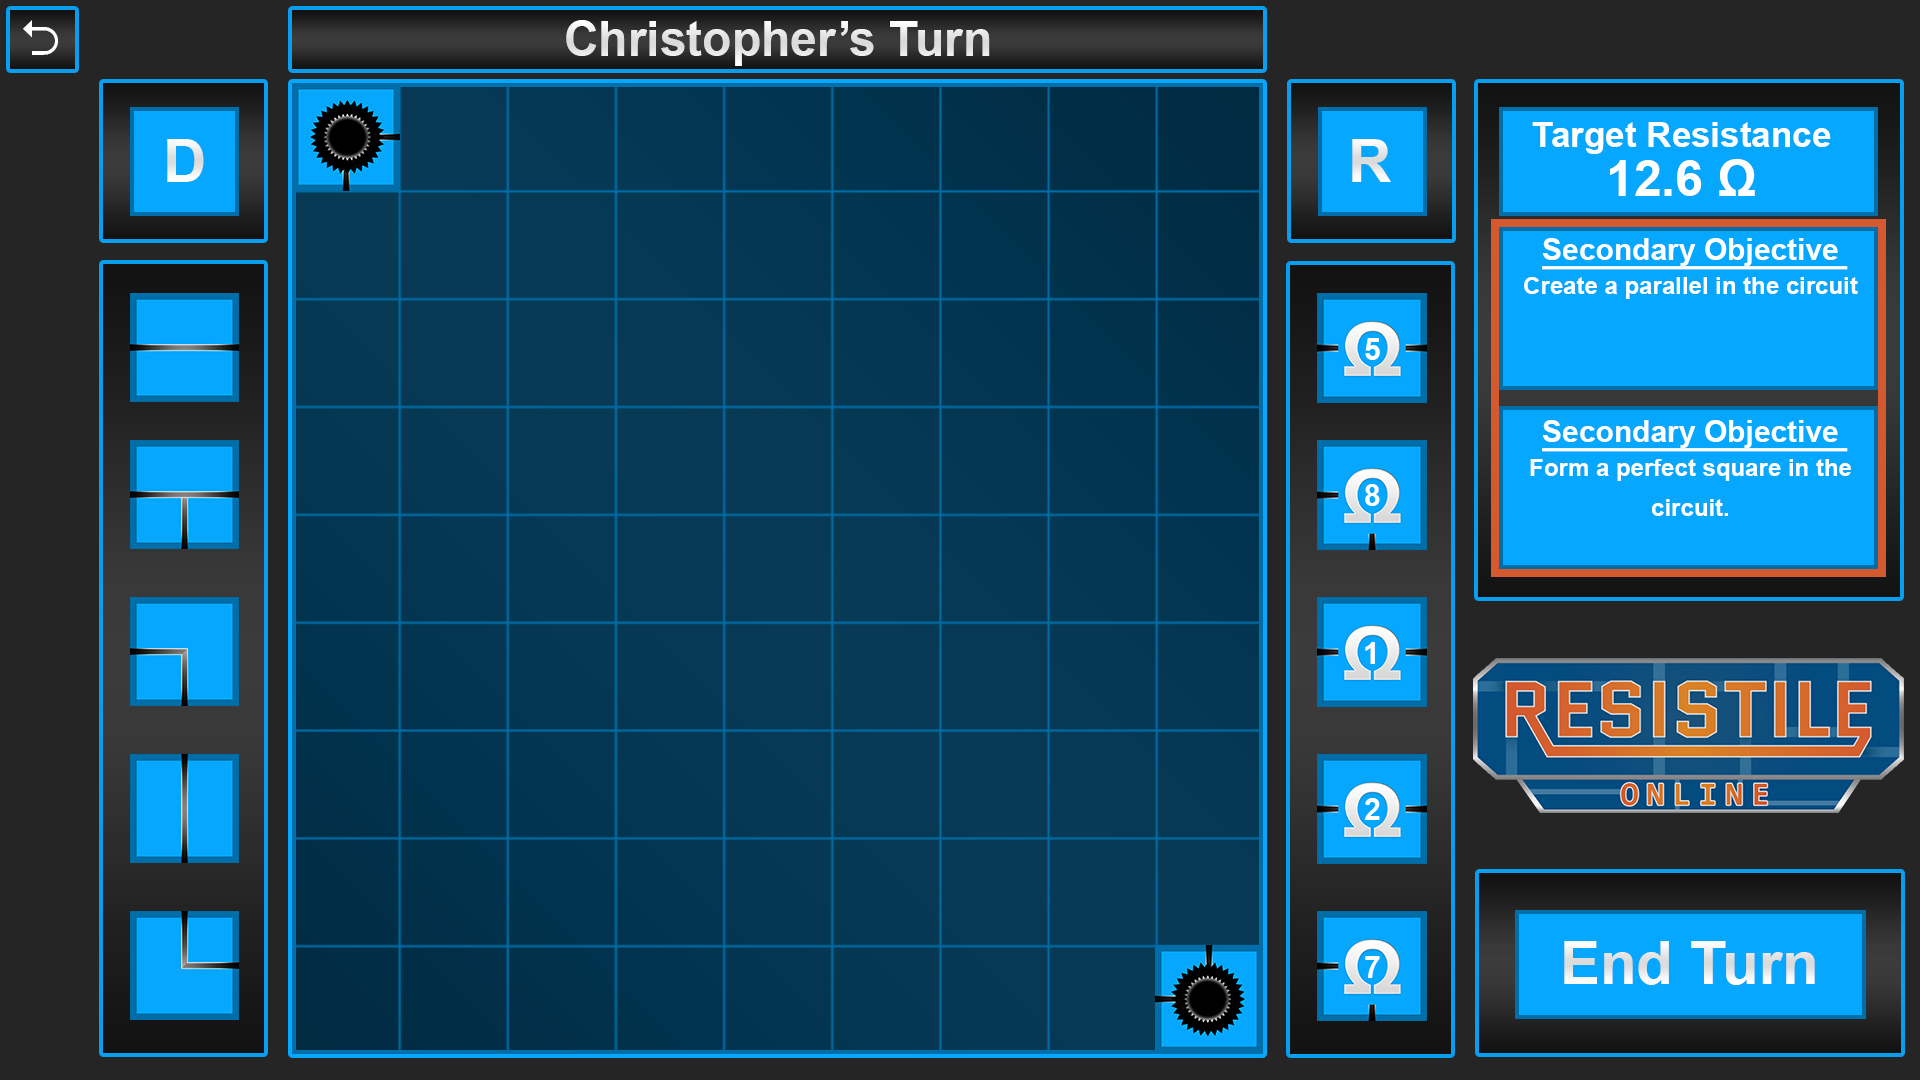 Christopher’s Turn
D
R
Target Resistance
12.6 Ω
Secondary Objective
Create a parallel in the circuit
Secondary Objective
Form a perfect square in the
circuit.
Ω 5
Ω 8
Ω 1
Ω 2
Ω 7
RESISTILE
ONLINE
End Turn